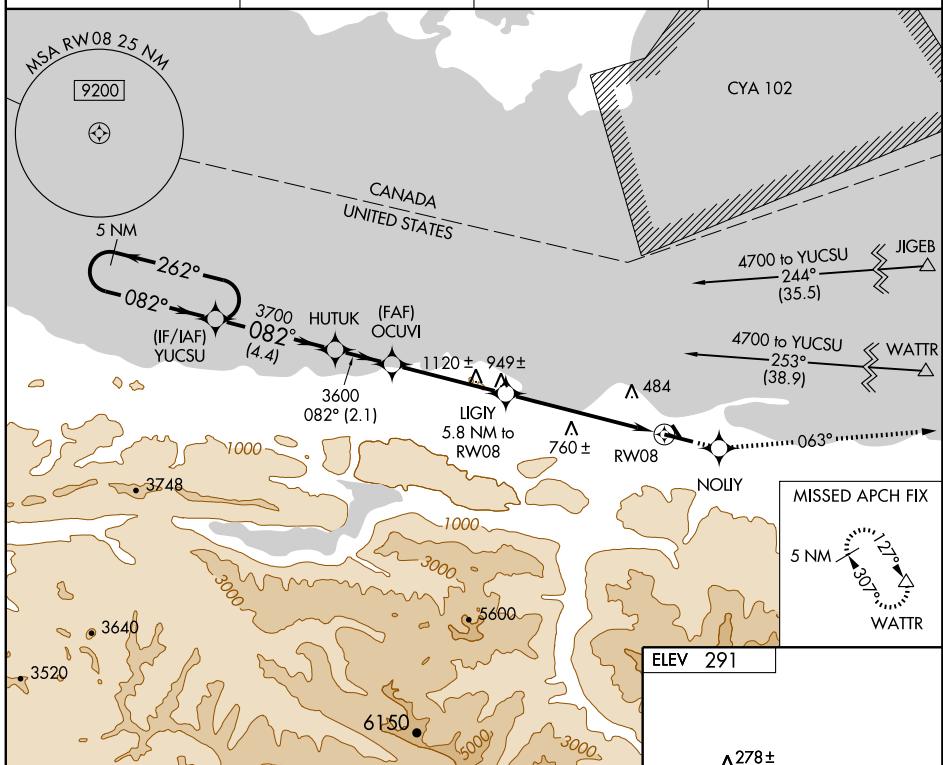 MSA RW08 25 NM
9200
CYA 102
CANADA
UNITED STATES
5 NM
262°
082°
(IF/IAF)
YUCSU
3700
082°
(4.4)
HUTUK
(FAF)
OCUVI
3600
082° (2.1)
1120 ±
949 ±
LIGIY
5.8 NM to
RW08
484
760 ±
RW08
NOLIY
063°
4700 to YUCSU
244°
(35.5)
JIGEB
4700 to YUCSU
253°
(38.9)
WATTR
MISSED APCH FIX
5 NM
127°
307°
WATTR
1000
3748
1000
3000
3000
5600
3640
3520
6150
5000
3000
ELEV 291
278 ±